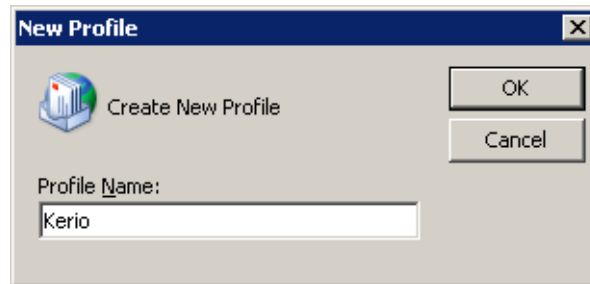 New Profile
Create New Profile
OK
Cancel
Profile Name:
Kerio